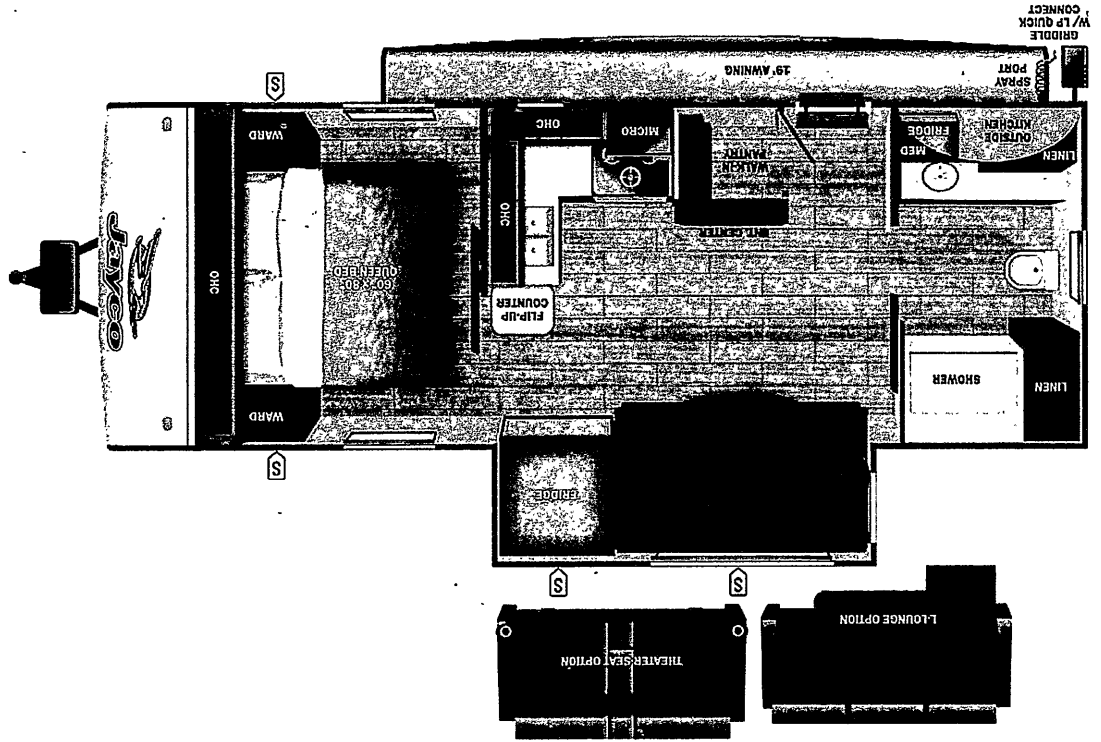 GRIDDLE
W/LP QUICK
CONNECT
SPRAY
PORT
19' AWNING
S
WARD
OHC
MICRO
WALK-IN
PANTRY
MED
FRIDGE
OUTSIDE
KITCHEN
LINEN
Jayco
OHC
60 x 80
QUEEN BED
OHC
ENT. CENTER
FLIP-UP
COUNTER
WARD
SHOWER
LINEN
S
FRIDGE
S
S
THEATER SEAT OPTION
L-LOUNGE OPTION